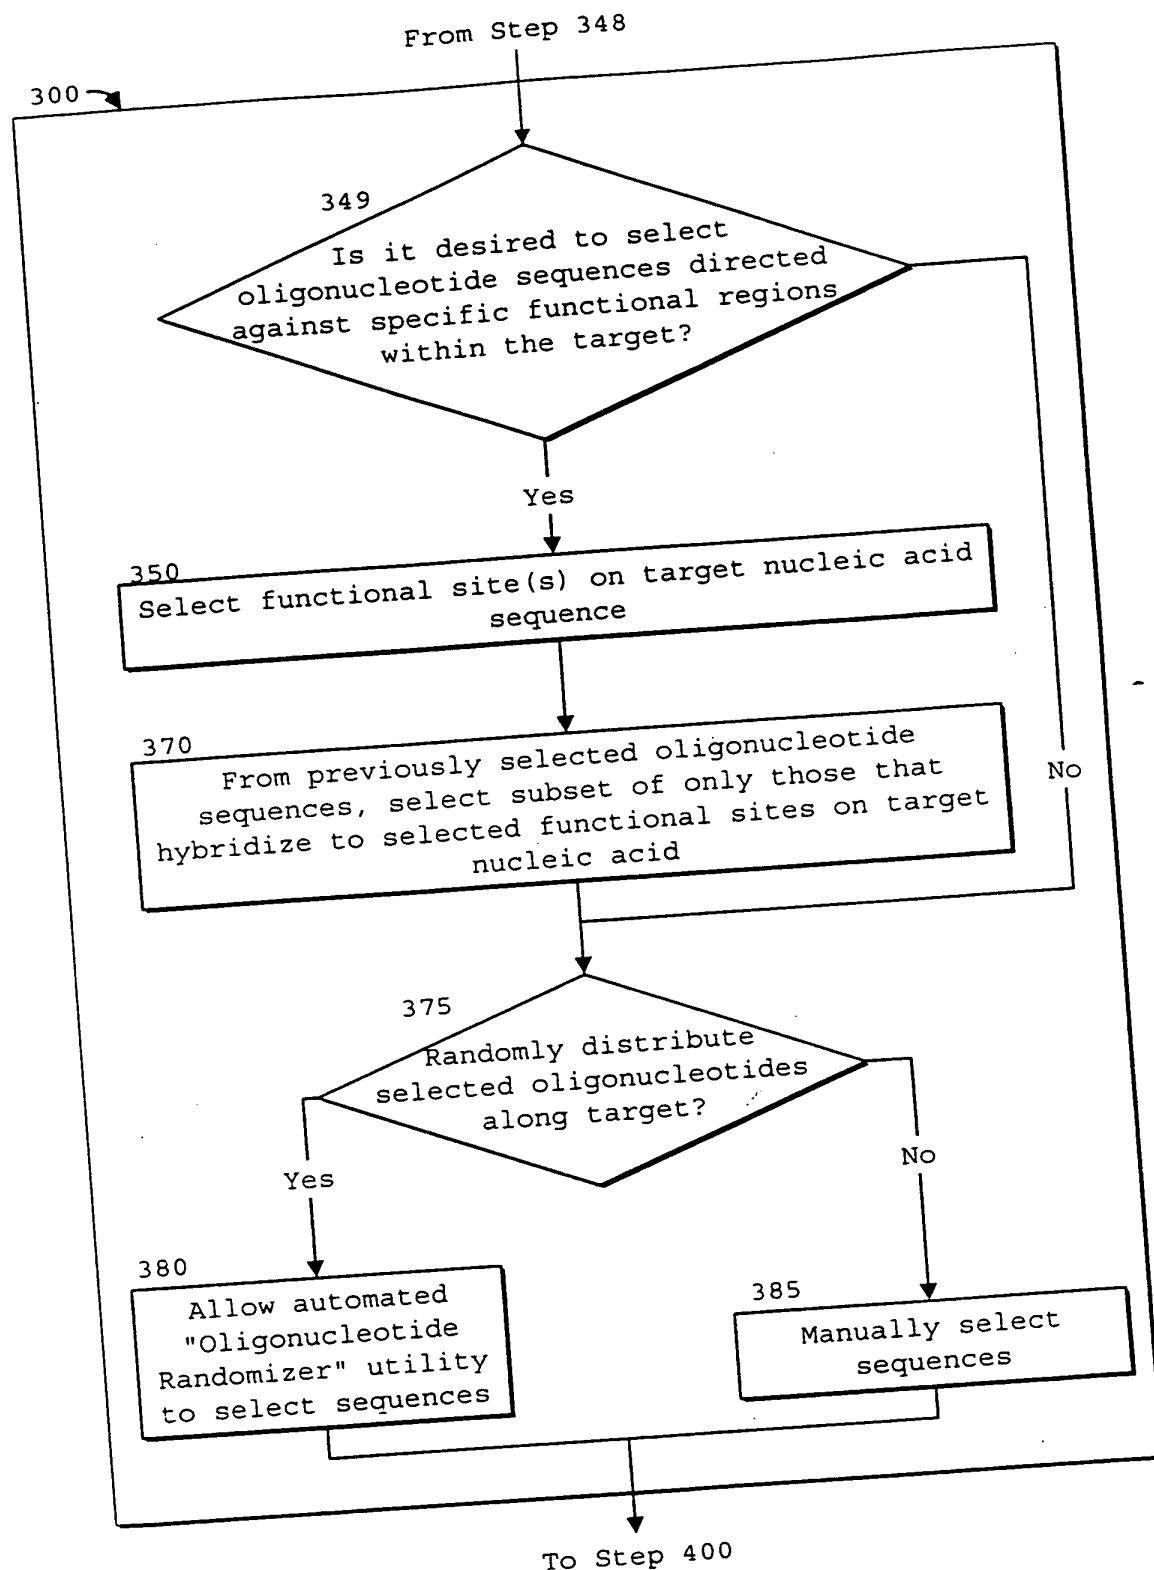 From Step 348
300
349
Is it desired to select
oligonucleotide sequences directed
against specific functional regions
within the target?
Yes
350
Select functional site(s) on target nucleic acid
sequence
370
From previously selected oligonucleotide
sequences, select subset of only those that
hybridize to selected functional sites on target
nucleic acid
No
375
Randomly distribute
selected oligonucleotides
along target?
Yes
No
380
Allow automated
"Oligonucleotide
Randomizer" utility
to select sequences
385
Manually select
sequences
To Step 400